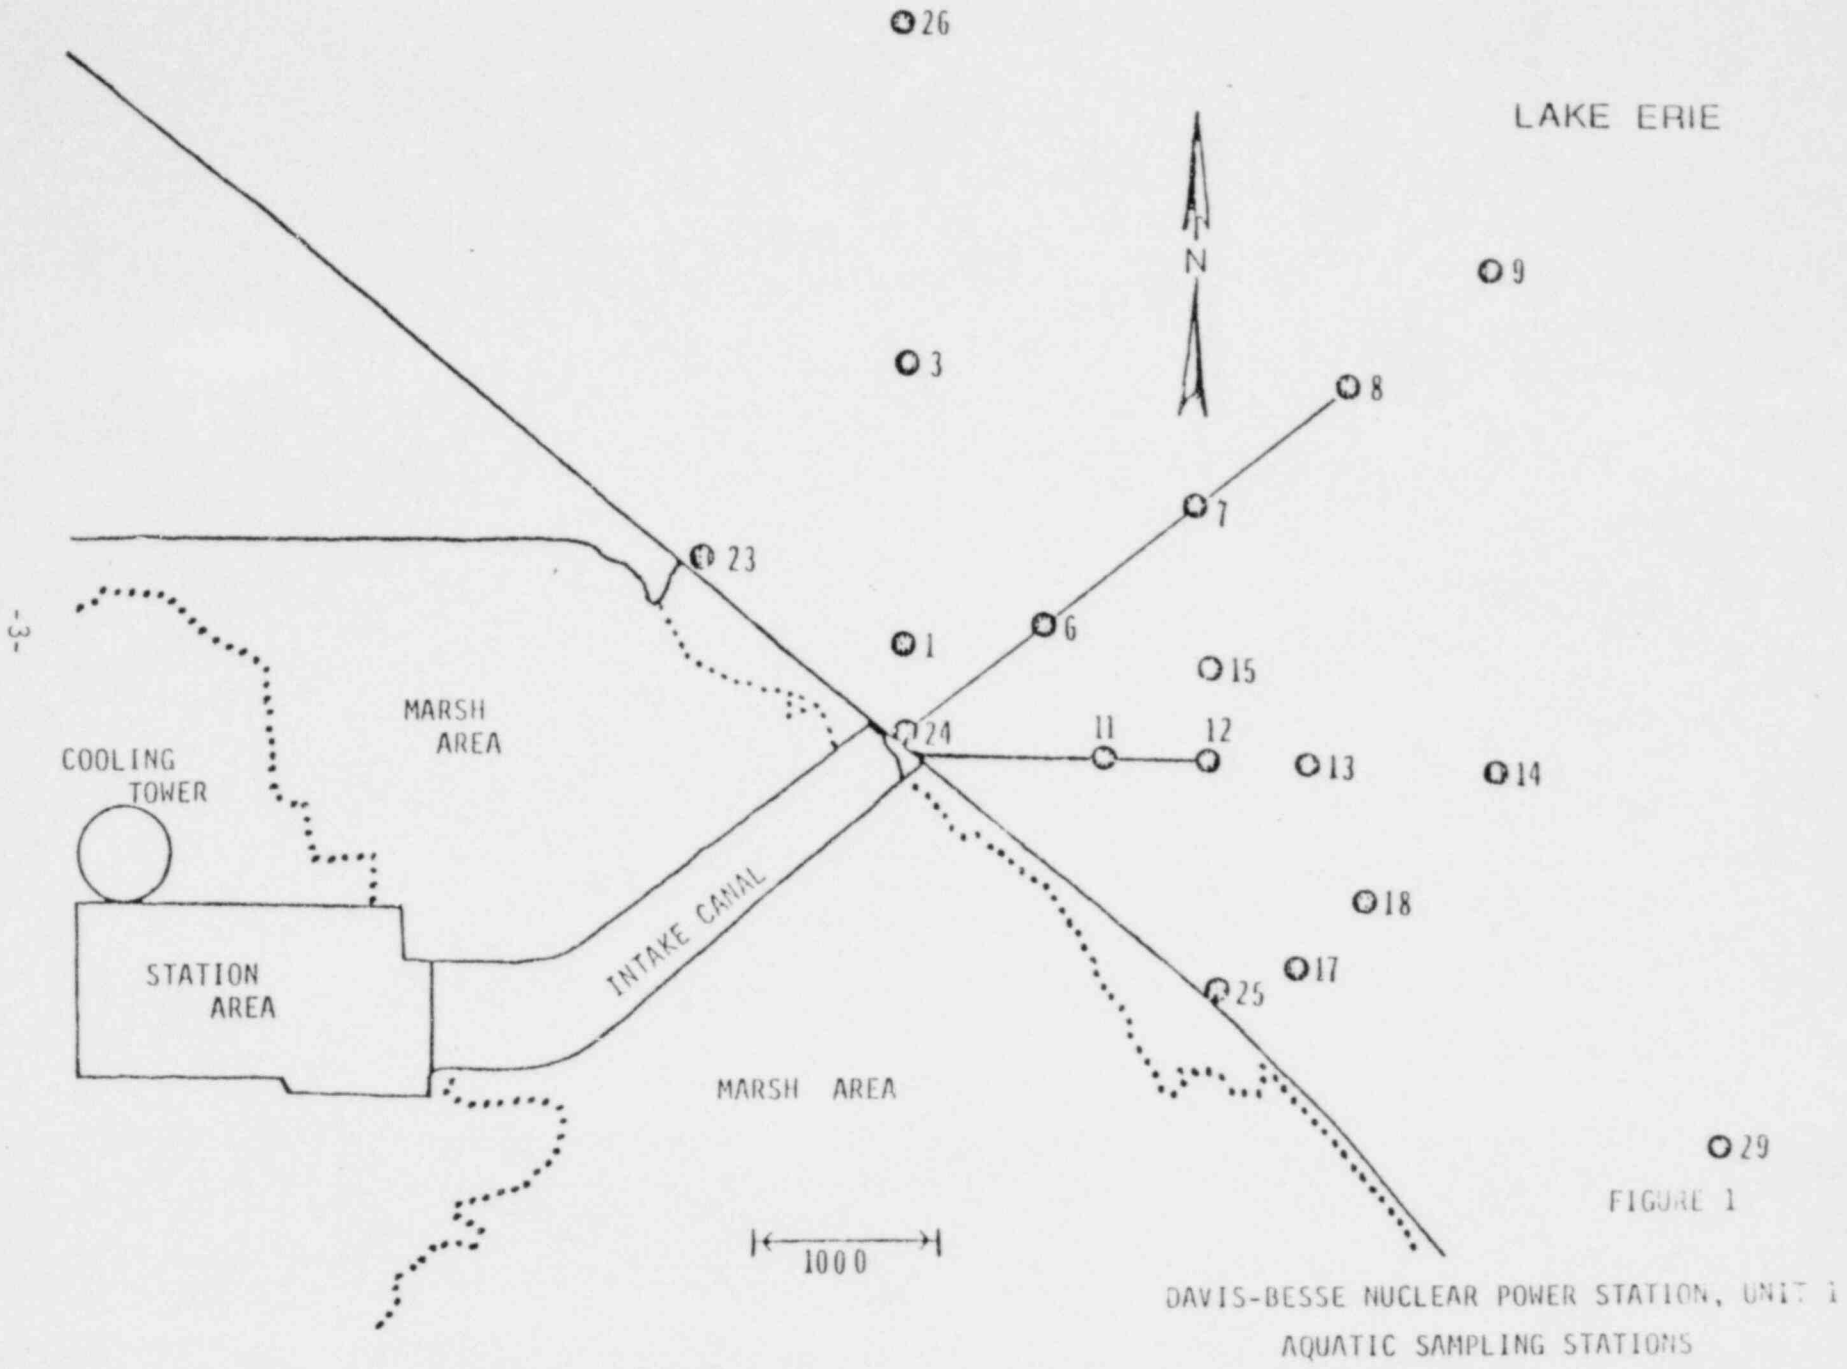 26
LAKE ERIE
N
9
3
8
7
23
-3-
6
1
15
MARSH
AREA
24
11
12
COOLING
TOWER
13
14
INTAKE CANAL
18
17
STATION
AREA
25
MARSH AREA
29
FIGURE 1
1000
DAVIS-BESSE NUCLEAR POWER STATION, UNIT 1
AQUATIC SAMPLING STATIONS